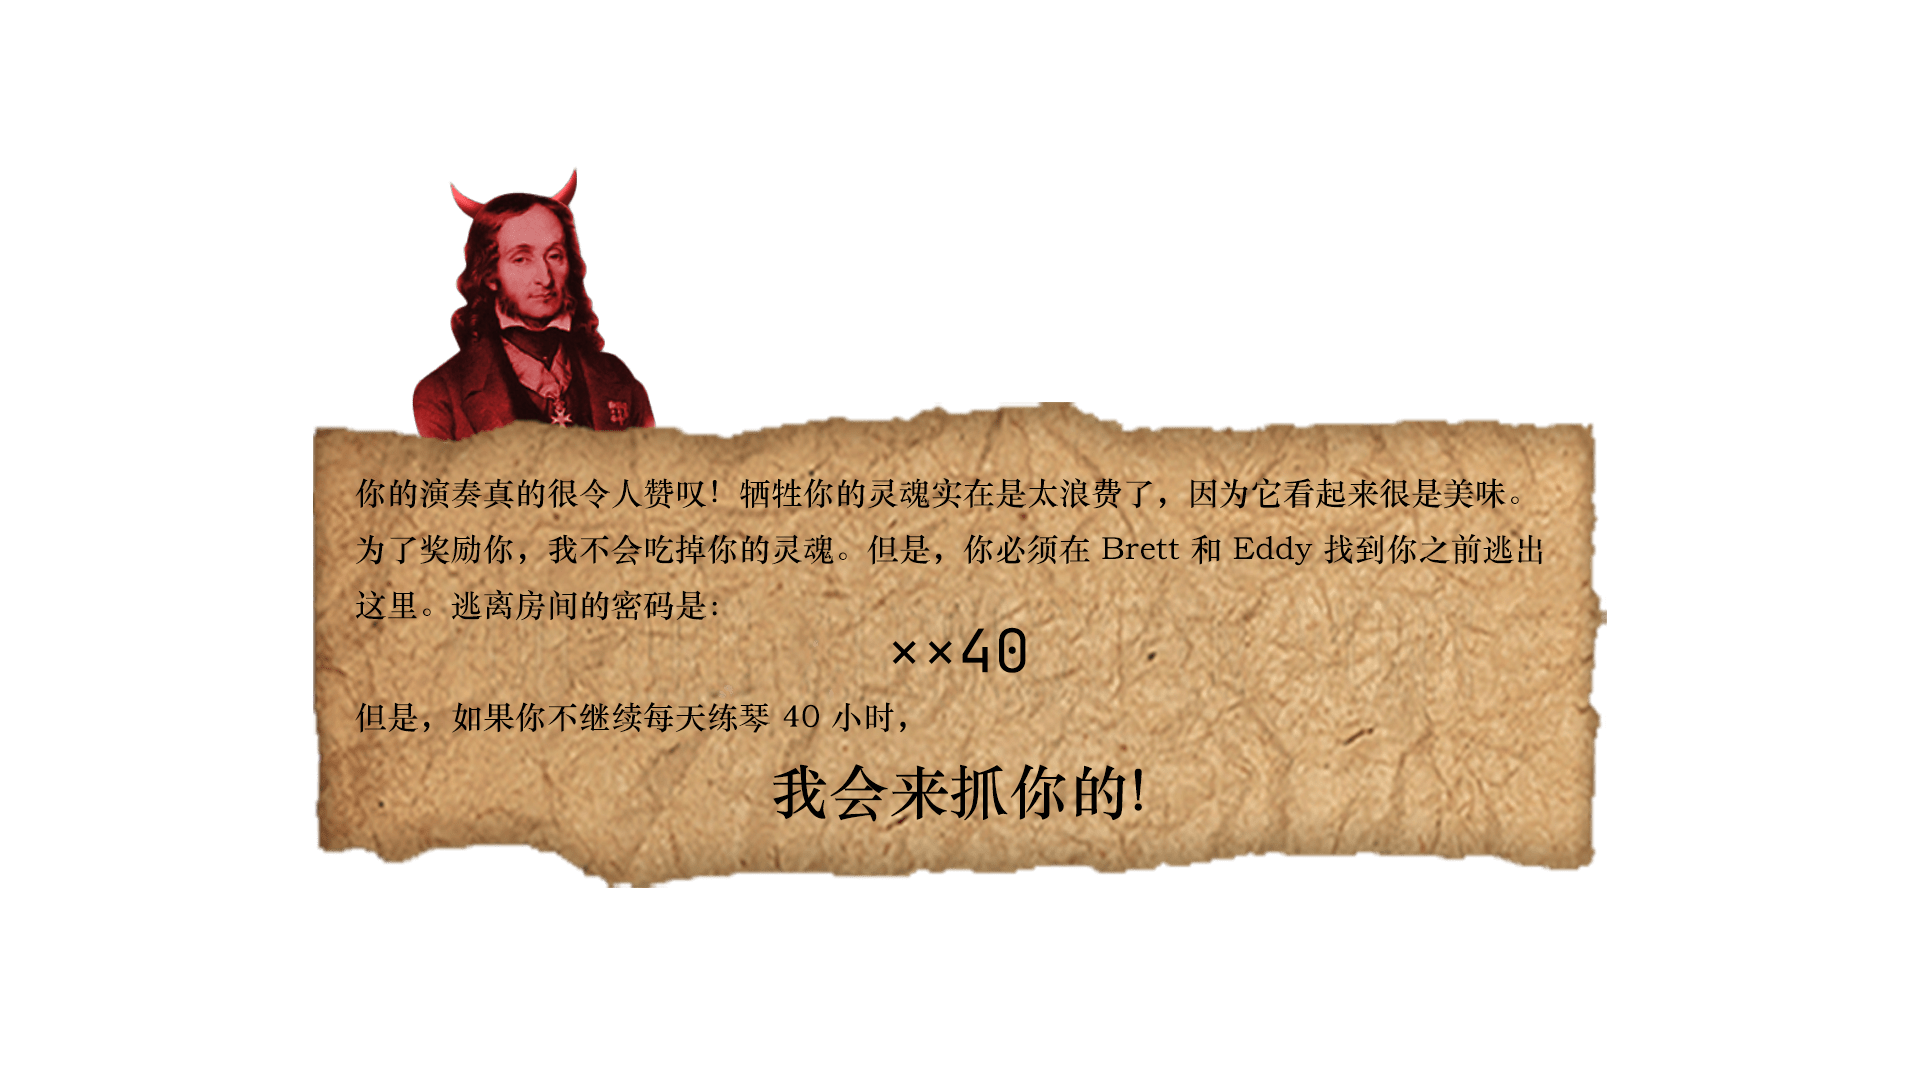 你的演奏真的很令人赞叹！牺牲你的灵魂实在是太浪费了，因为它看起来很是美味。
为了奖励你，我不会吃掉你的灵魂。但是，你必须在 Brett 和 Eddy 找到你之前逃出
这里。逃离房间的密码是：
××40
但是，如果你不继续每天练琴 40 小时，
我会来抓你的！